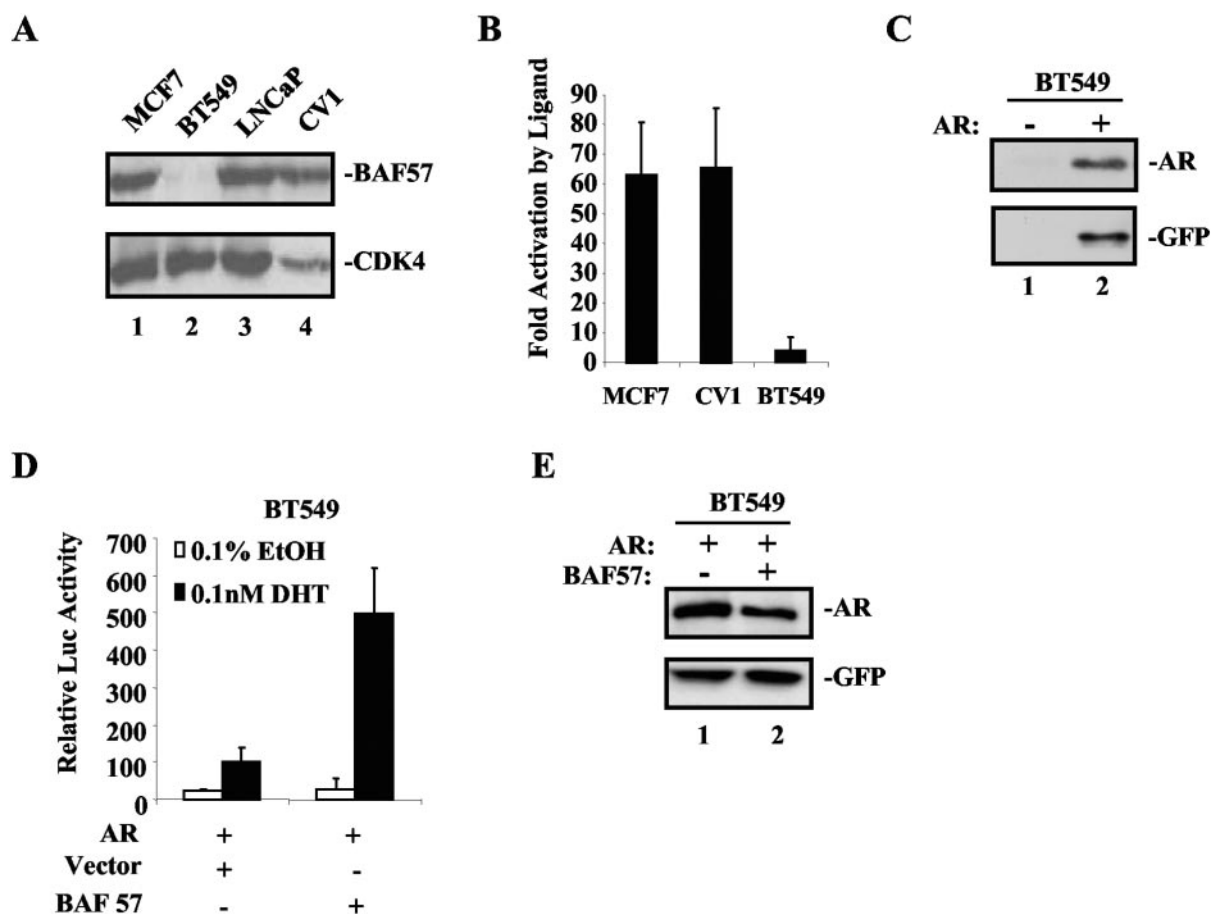 A
MCF7 BT549 LNCaP CV1
-BAF57
-CDK4
1 2 3 4
B
Fold Activation by Ligand
90
80
70
60
50
40
30
20
10
0
MCF7 CV1 BT549
C
BT549
AR: - +
-AR
-GFP
1 2
D
BT549
Relative Luc Activity
700
600
500
400
300
200
100
0
0.1% EtOH
0.1nM DHT
AR + +
Vector + -
BAF 57 - +
E
BT549
AR: + +
BAF57: - +
-AR
-GFP
1 2